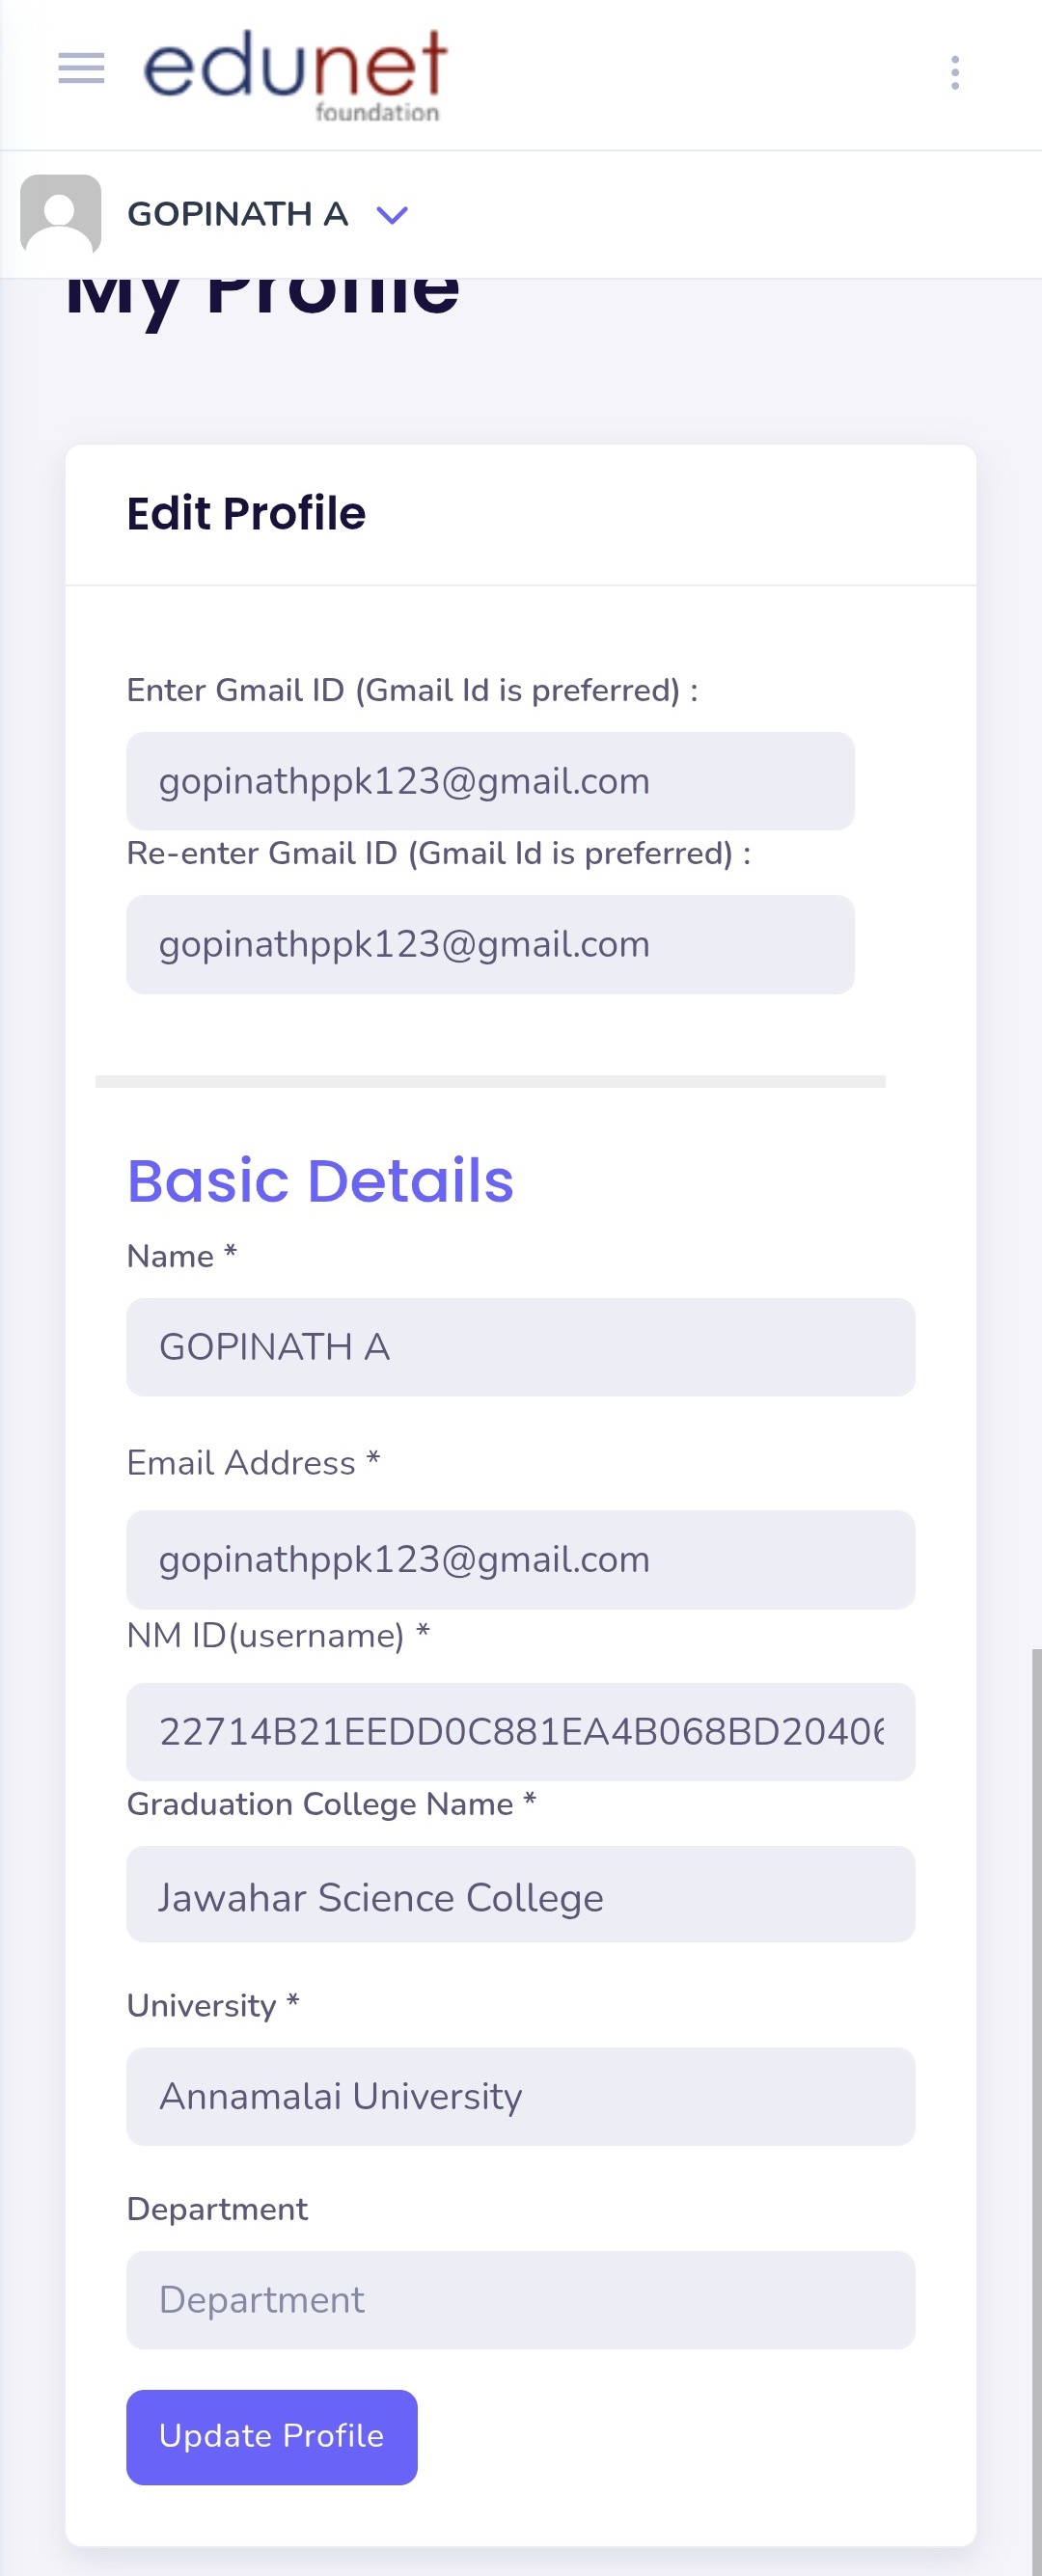 edunet
foundation
GOPINATH A
My Profile
Edit Profile
Enter Gmail ID (Gmail Id is preferred) :
gopinathppk123@gmail.com
Re-enter Gmail ID (Gmail Id is preferred) :
gopinathppk123@gmail.com
Basic Details
Name *
GOPINATH A
Email Address *
gopinathppk123@gmail.com
NM ID(username) *
22714B21EEDD0C881EA4B068BD20406
Graduation College Name *
Jawahar Science College
University *
Annamalai University
Department
Department
Update Profile